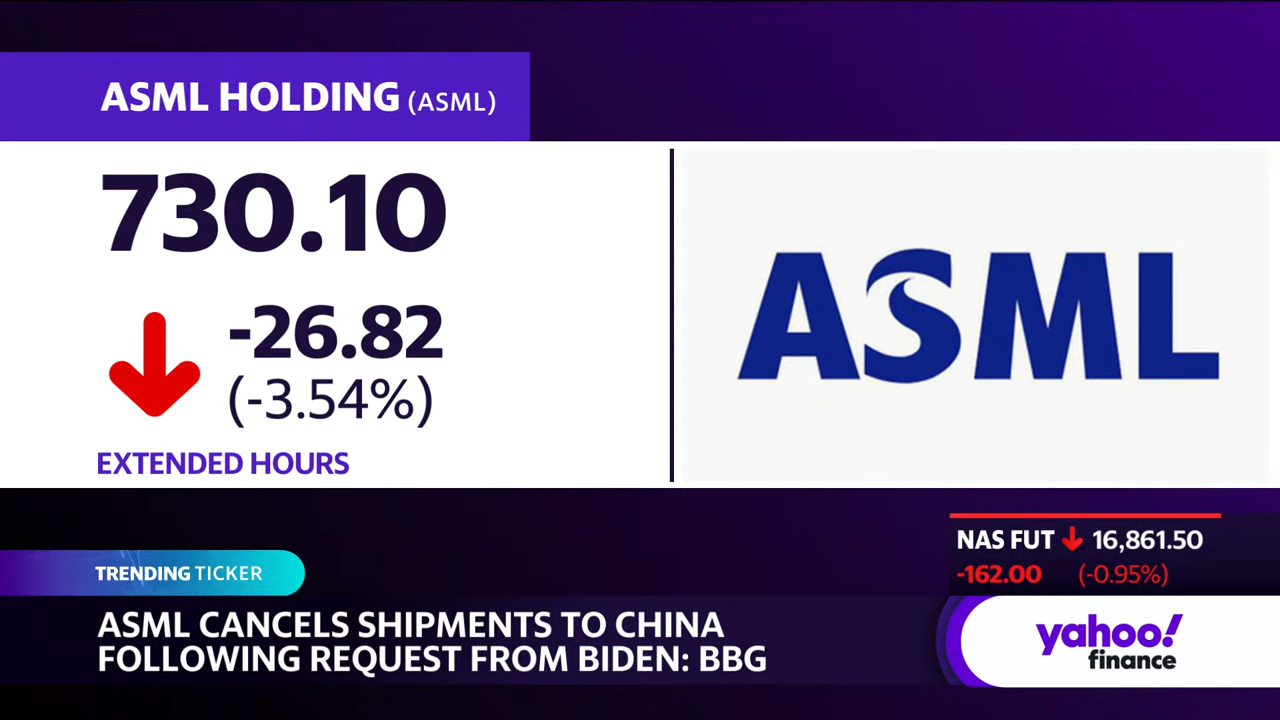 ASML HOLDING (ASML)
730.10
-26.82
(-3.54%)
EXTENDED HOURS
ASML
TRENDING TICKER
ASML CANCELS SHIPMENTS TO CHINA
FOLLOWING REQUEST FROM BIDEN: BBG
NAS FUT 16,861.50
-162.00 (-0.95%)
yahoo!
finance